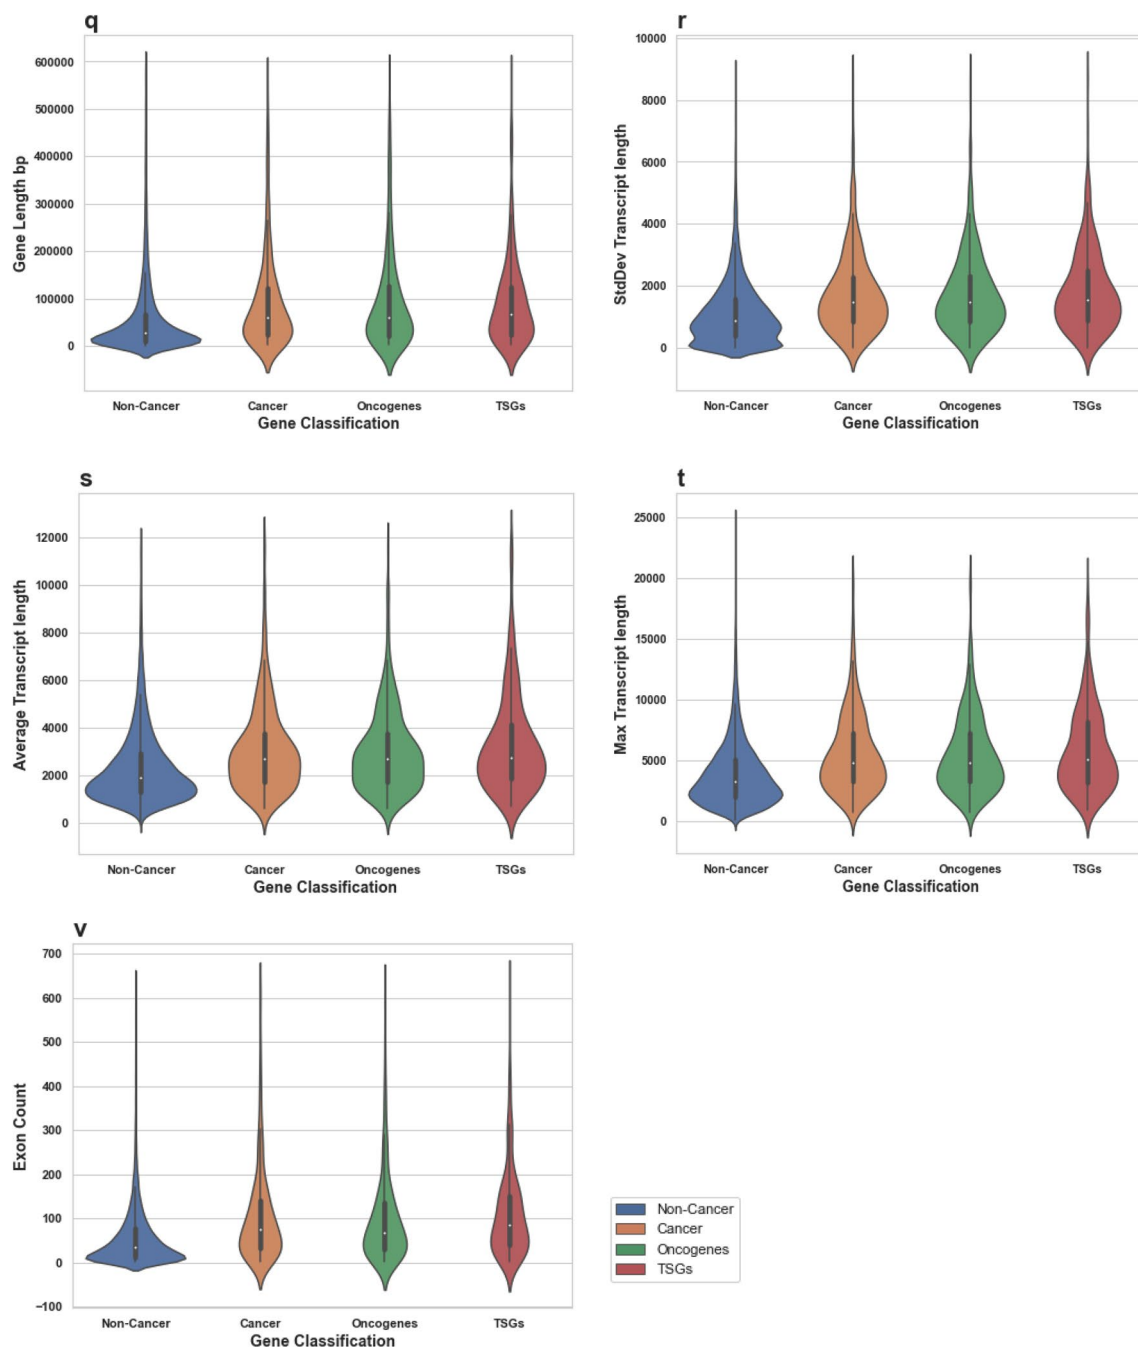 q
600000
500000
400000
300000
200000
100000
0
Gene Length bp
Non-Cancer Cancer Oncogenes TSGs
Gene Classification
r
10000
8000
6000
4000
2000
0
StdDev Transcript length
Non-Cancer Cancer Oncogenes TSGs
Gene Classification
s
12000
10000
8000
6000
4000
2000
0
Average Transcript length
Non-Cancer Cancer Oncogenes TSGs
Gene Classification
t
25000
20000
15000
10000
5000
0
Max Transcript length
Non-Cancer Cancer Oncogenes TSGs
Gene Classification
v
700
600
500
400
300
200
100
0
−100
Exon Count
Non-Cancer Cancer Oncogenes TSGs
Gene Classification
Non-Cancer
Cancer
Oncogenes
TSGs